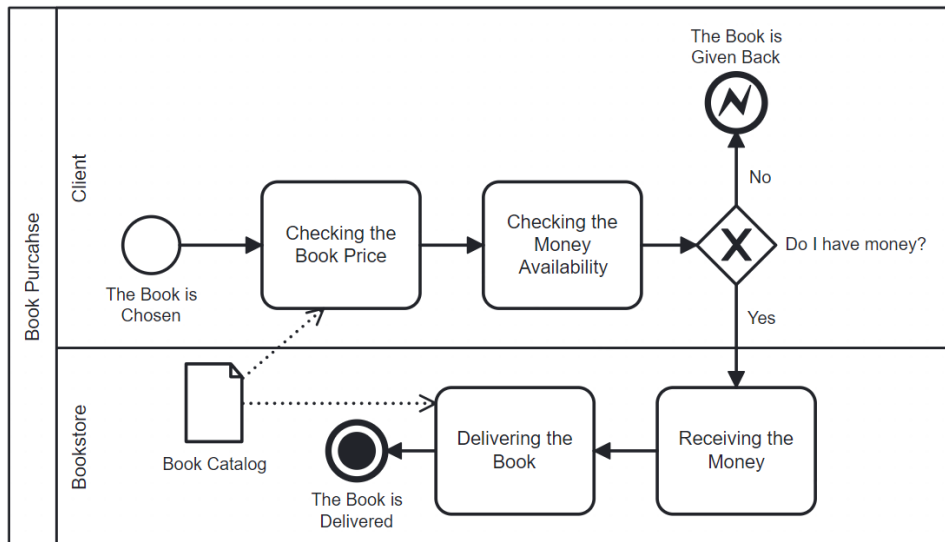 Book Purcahse
Client
The Book is
Chosen
Checking the
Book Price
Checking the
Money
Availability
The Book is
Given Back
No
Do I have money?
Yes
Bookstore
Book Catalog
The Book is
Delivered
Delivering the
Book
Receiving the
Money